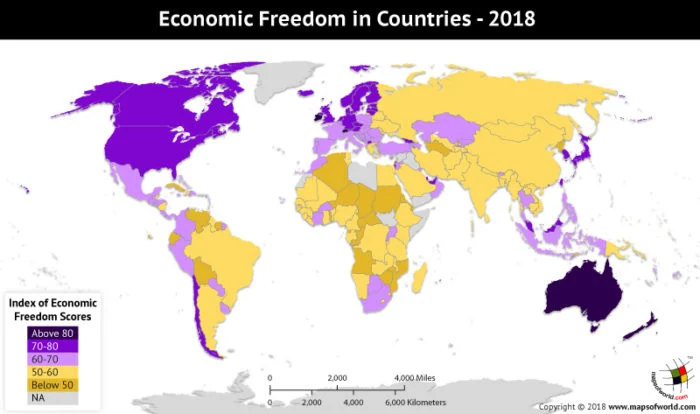 Economic Freedom in Countries - 2018
Index of Economic
Freedom Scores
Above 80
70-80
60-70
50-60
Below 50
NA
0 2,000 4,000 Miles
0 2,000 4,000 6,000 Kilometers
mapsofworld.com
TM
Copyright © 2018 www.mapsofworld.com